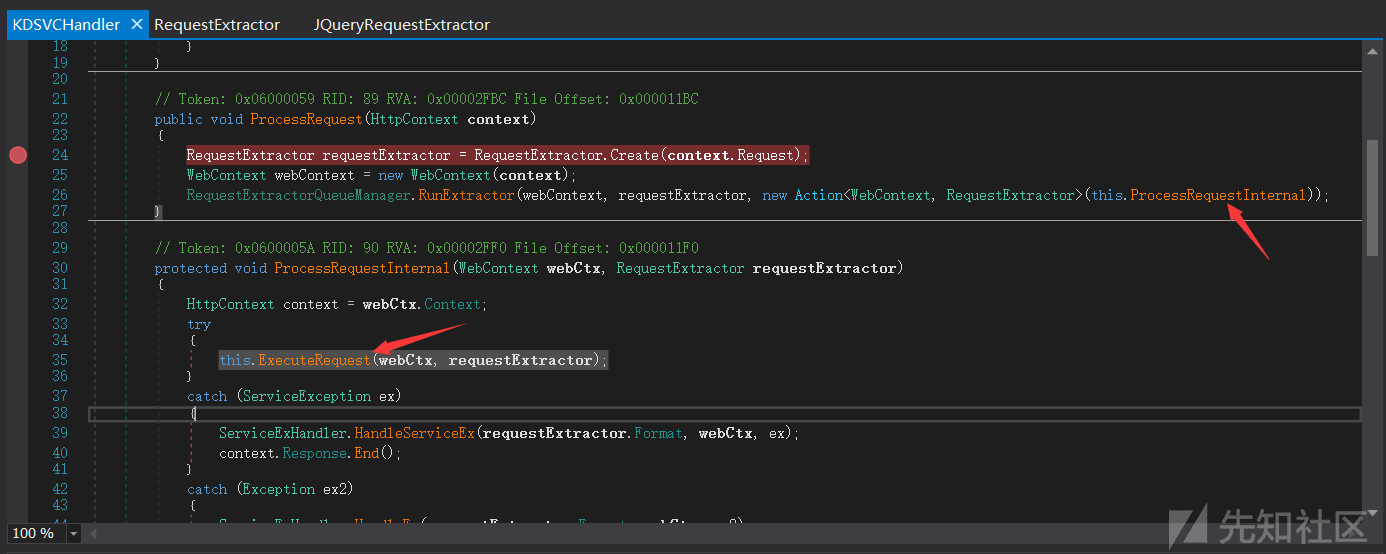 KDSVCHandler × RequestExtractor JQueryRequestExtractor
18 }
19 }
20
21 // Token: 0x06000059 RID: 89 RVA: 0x00002FBC File Offset: 0x000011BC
22 public void ProcessRequest(HttpContext context)
23 {
24 RequestExtractor requestExtractor = RequestExtractor.Create(context.Request);
25 WebContext webContext = new WebContext(context);
26 RequestExtractorQueueManager.RunExtractor(webContext, requestExtractor, new Action<WebContext, RequestExtractor>(this.ProcessRequestInternal));
27 }
28
29 // Token: 0x0600005A RID: 90 RVA: 0x00002FF0 File Offset: 0x000011F0
30 protected void ProcessRequestInternal(WebContext webCtx, RequestExtractor requestExtractor)
31 {
32 HttpContext context = webCtx.Context;
33 try
34 {
35 this.ExecuteRequest(webCtx, requestExtractor);
36 }
37 catch (ServiceException ex)
38 {
39 ServiceExHandler.HandleServiceEx(requestExtractor.Format, webCtx, ex);
40 context.Response.End();
41 }
42 catch (Exception ex2)
43 {
100 %
先知社区